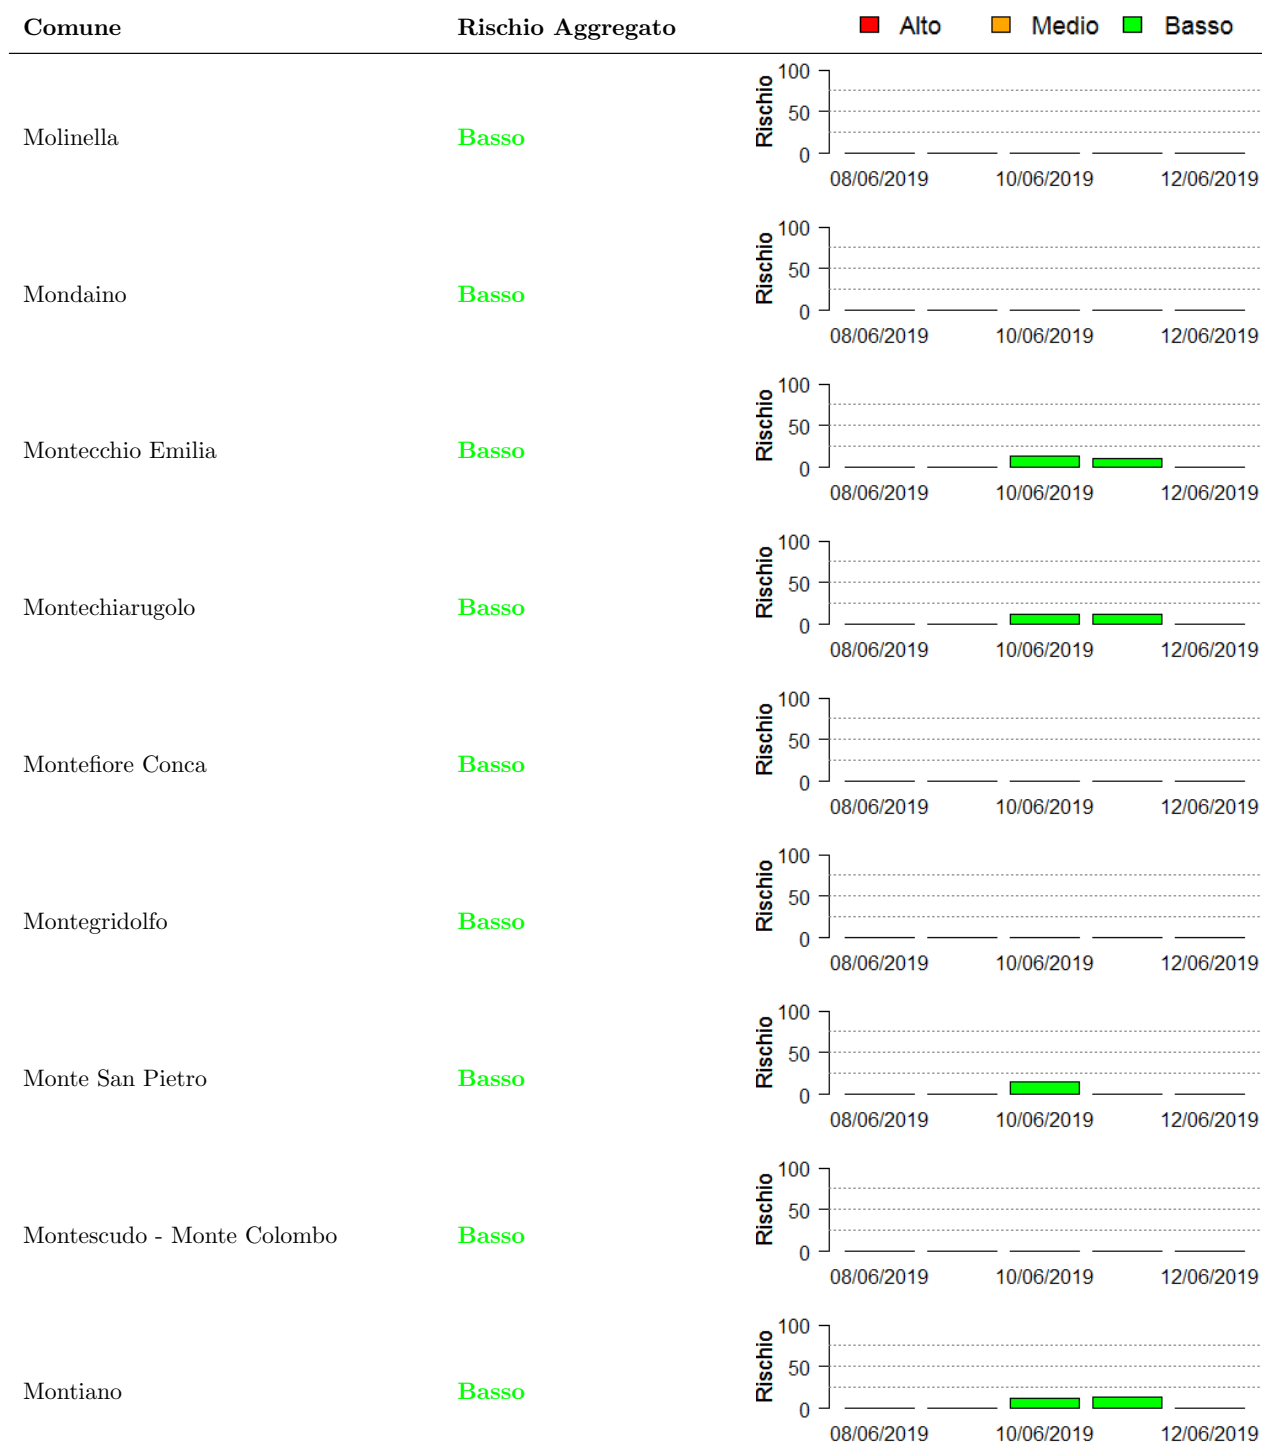 Comune Rischio Aggregato Alto Medio Basso
100
50
0
Rischio
Molinella Basso
08/06/2019 10/06/2019 12/06/2019
100
50
0
Rischio
Mondaino Basso
08/06/2019 10/06/2019 12/06/2019
100
50
0
Rischio
Montecchio Emilia Basso
08/06/2019 10/06/2019 12/06/2019
100
50
0
Rischio
Montechiarugolo Basso
08/06/2019 10/06/2019 12/06/2019
100
50
0
Rischio
Montefiore Conca Basso
08/06/2019 10/06/2019 12/06/2019
100
50
0
Rischio
Montegridolfo Basso
08/06/2019 10/06/2019 12/06/2019
100
50
0
Rischio
Monte San Pietro Basso
08/06/2019 10/06/2019 12/06/2019
100
50
0
Rischio
Montescudo - Monte Colombo Basso
08/06/2019 10/06/2019 12/06/2019
100
50
0
Rischio
Montiano Basso
08/06/2019 10/06/2019 12/06/2019